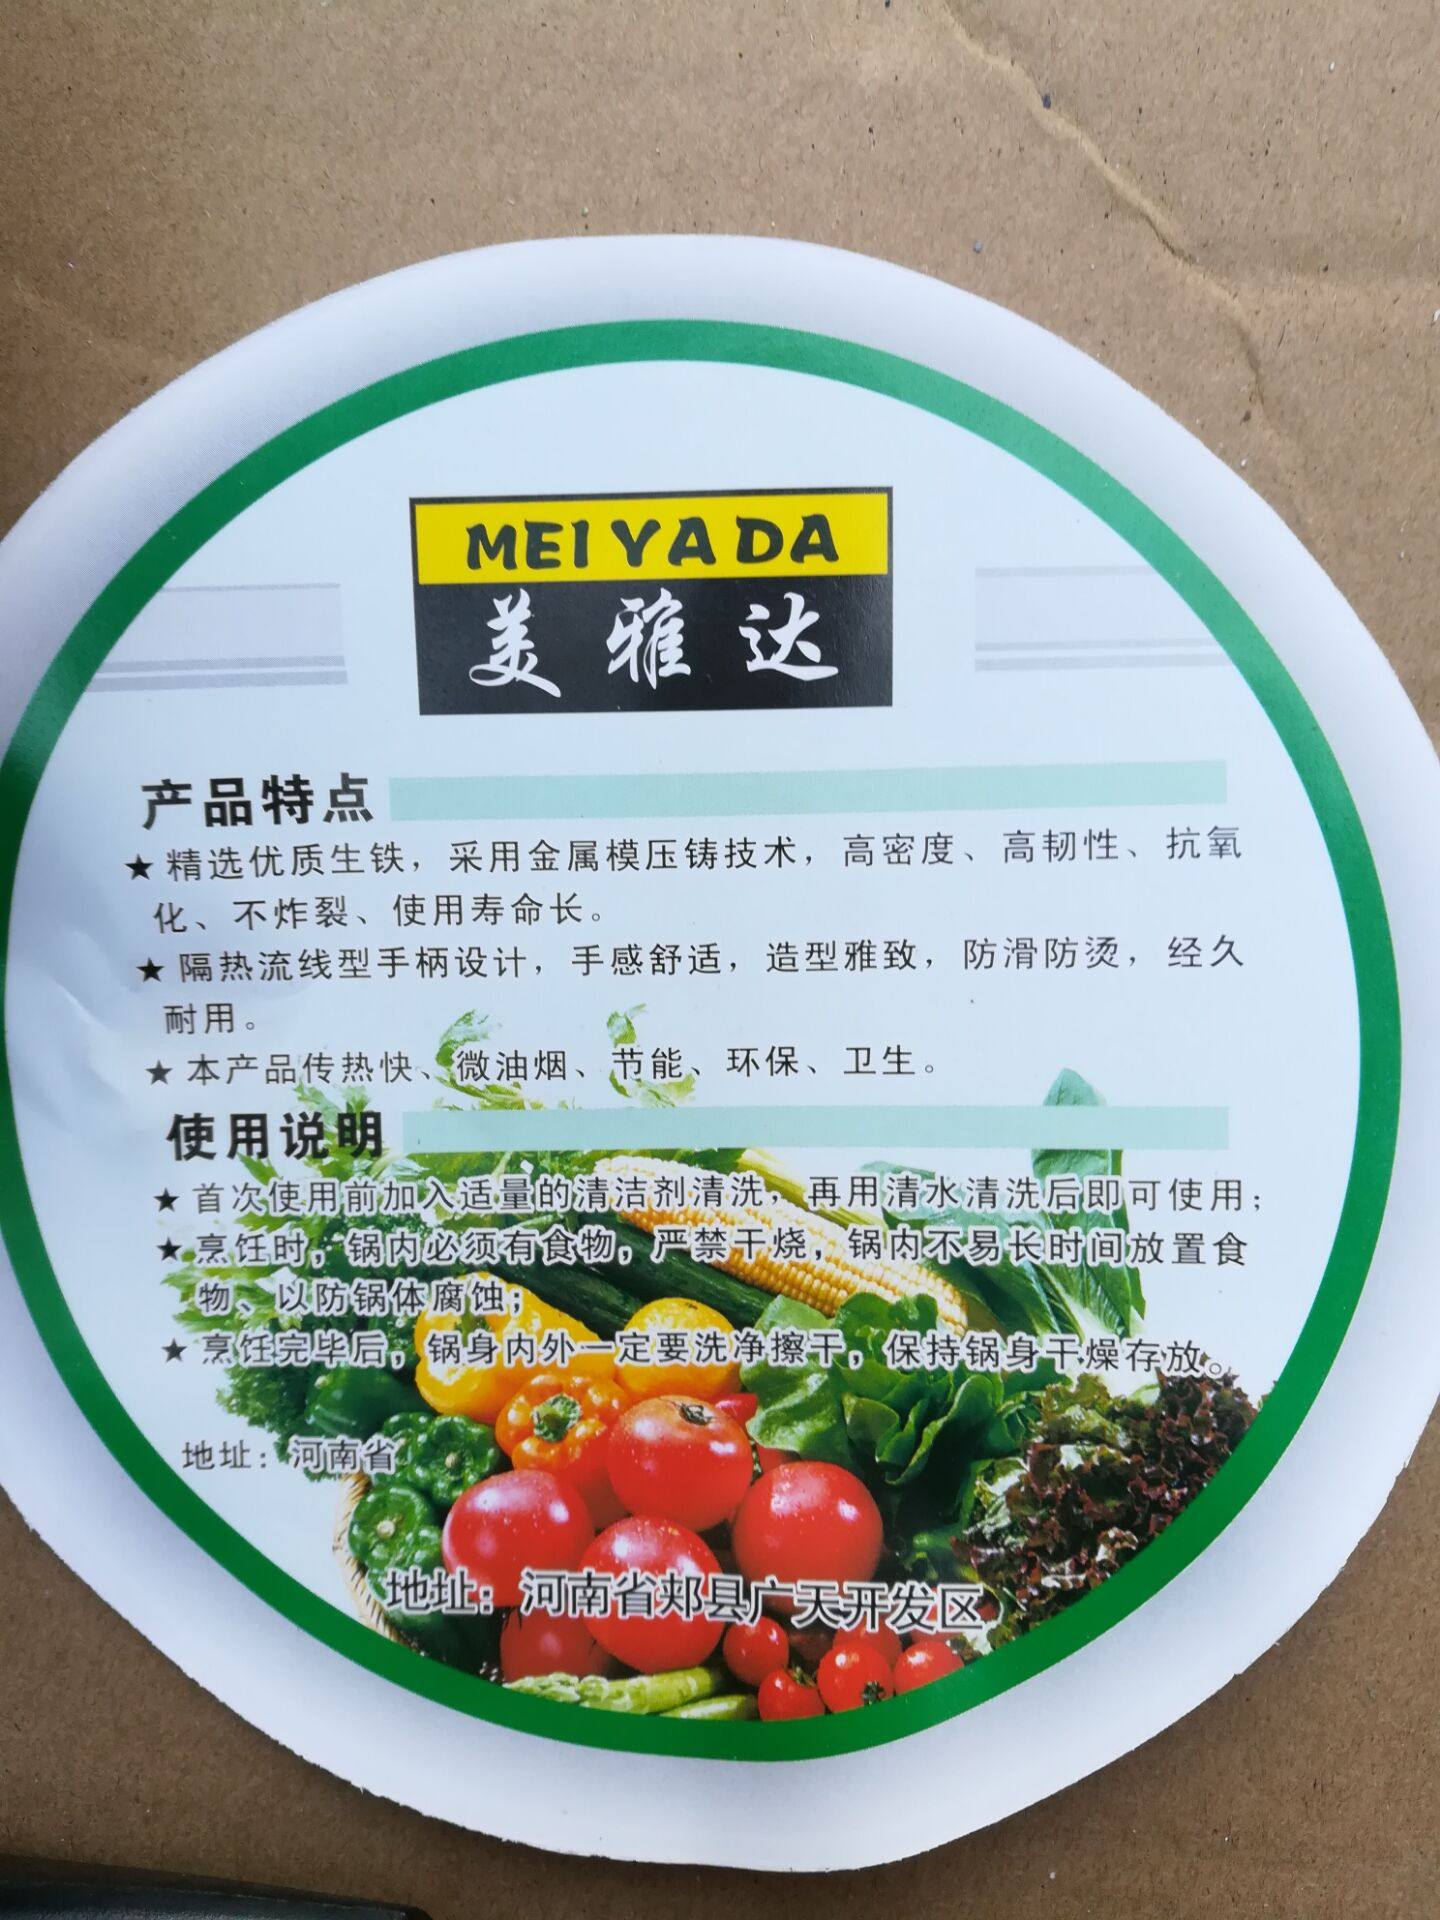 MEI YA DA
美雅达
产品特点
★ 精选优质生铁，采用金属模压铸技术，高密度、高韧性、抗氧
化、不炸裂、使用寿命长。
★ 隔热流线型手柄设计，手感舒适，造型雅致，防滑防烫，经久
耐用。
★ 本产品传热快、微油烟、节能、环保、卫生。
使用说明
★ 首次使用前加入适量的清洁剂清洗，再用清水清洗后即可使用；
★ 烹饪时，锅内必须有食物，严禁干烧，锅内不易长时间放置食
物、以防锅体腐蚀；
★ 烹饪完毕后，锅身内外一定要洗净擦干，保持锅身干燥存放。
地址：河南省
地址：河南省郏县广天开发区